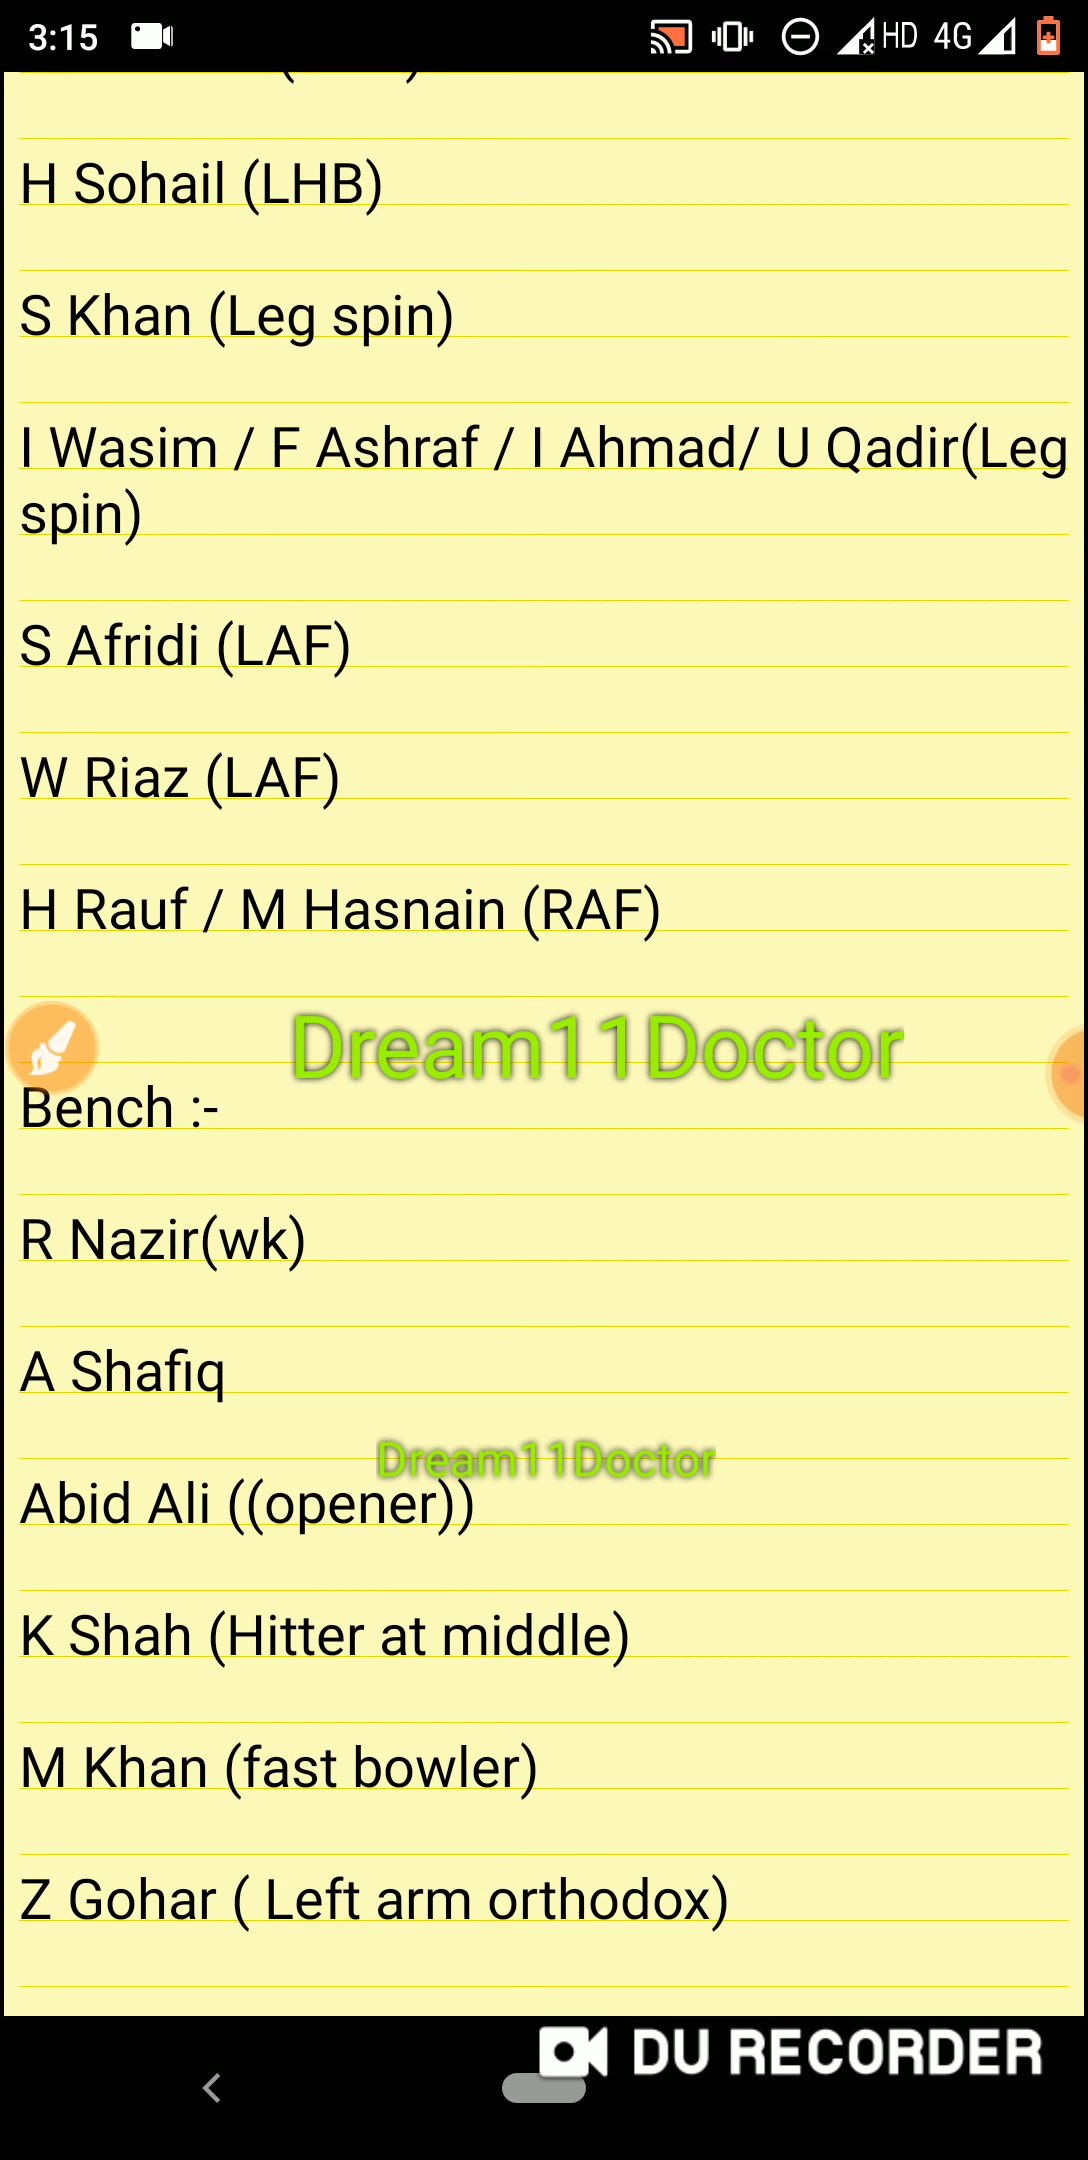 3:15 HD 4G
H Sohail (LHB)
S Khan (Leg spin)
I Wasim / F Ashraf / I Ahmad/ U Qadir(Leg
spin)
S Afridi (LAF)
W Riaz (LAF)
H Rauf / M Hasnain (RAF)
Dream11Doctor
Bench :-
R Nazir(wk)
A Shafiq
Dream11Doctor
Abid Ali ((opener))
K Shah (Hitter at middle)
M Khan (fast bowler)
Z Gohar ( Left arm orthodox)
DU RECORDER